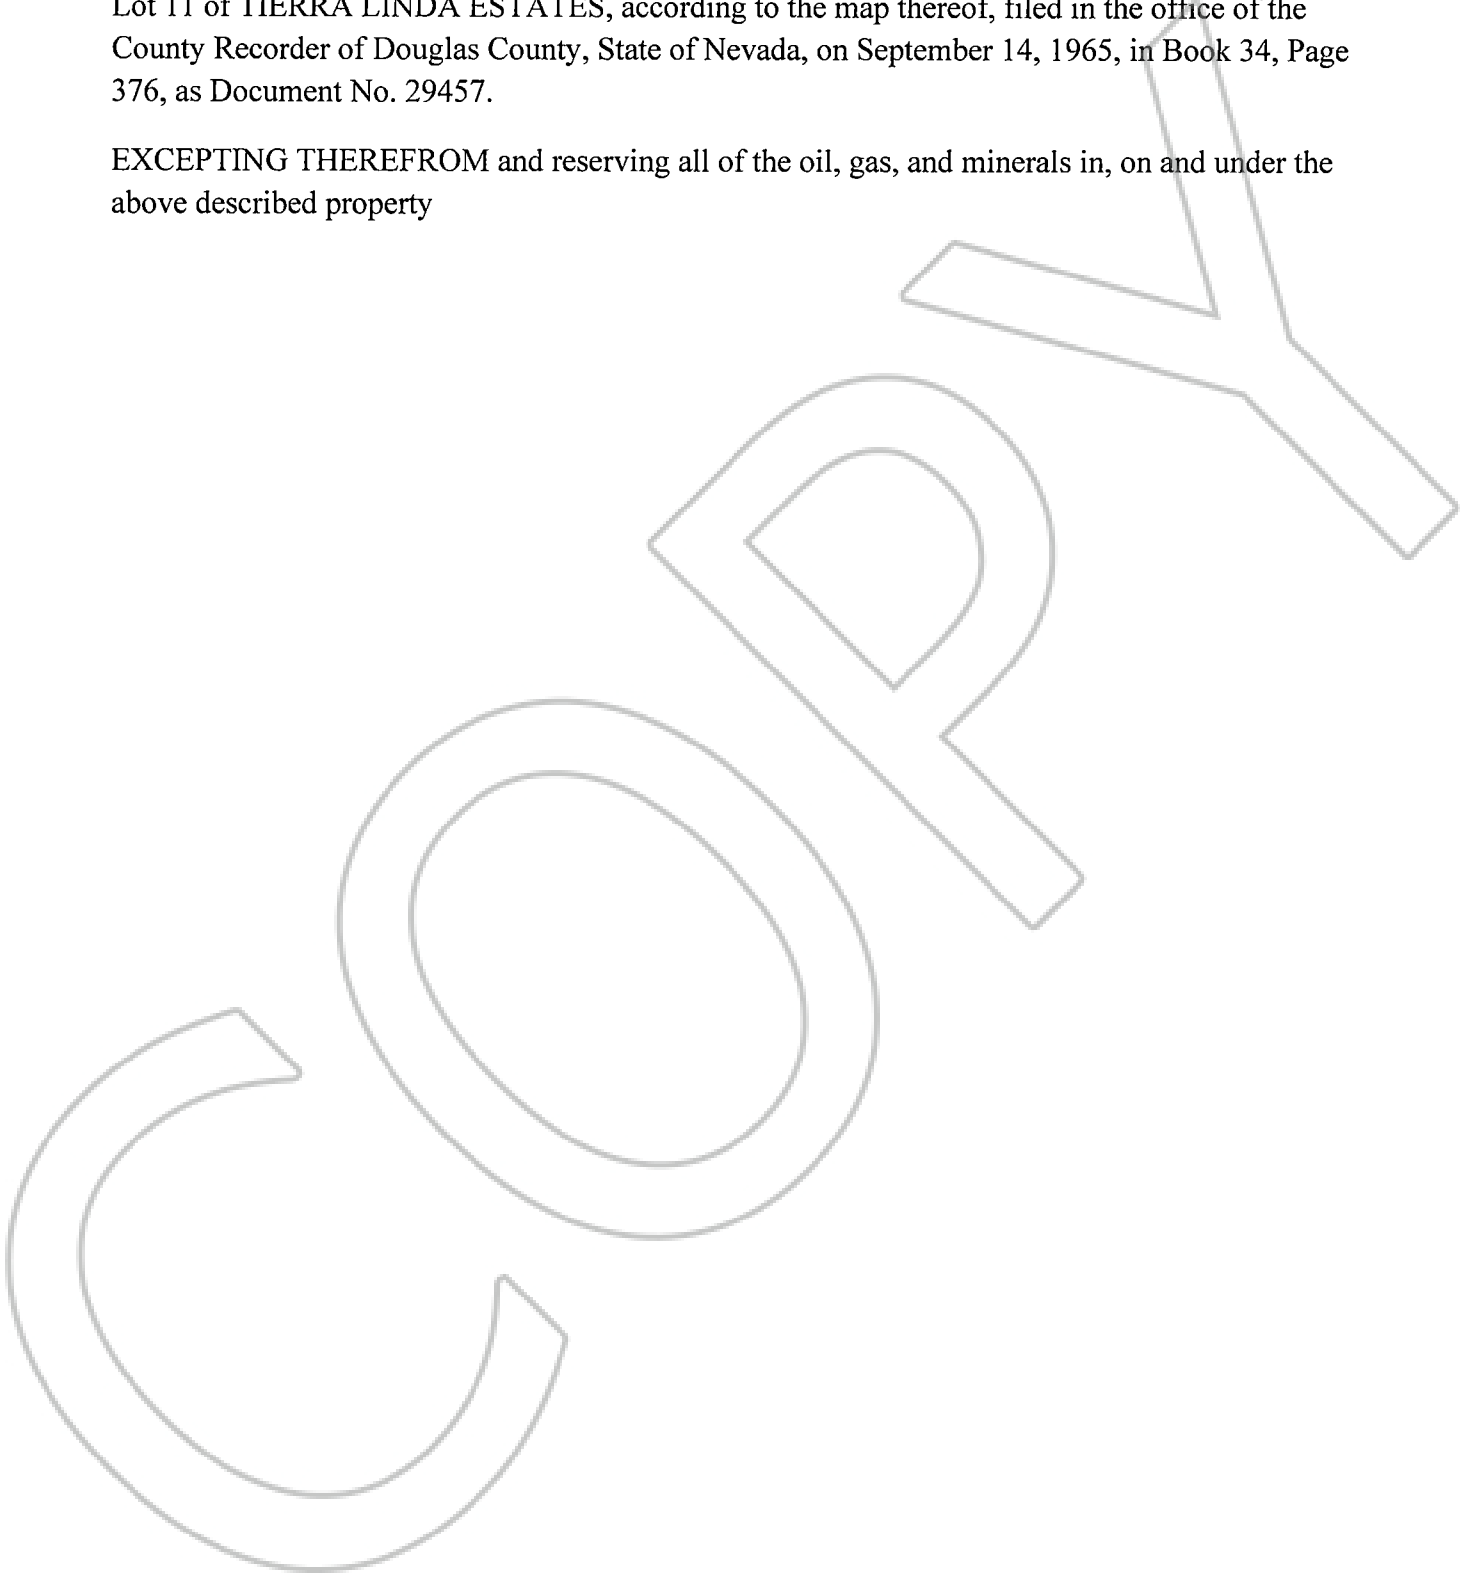 Lot 11 of TIERRA LINDA ESTATES, according to the map thereof, filed in the office of the
County Recorder of Douglas County, State of Nevada, on September 14, 1965, in Book 34, Page
376, as Document No. 29457.
EXCEPTING THEREFROM and reserving all of the oil, gas, and minerals in, on and under the
above described property
COPY